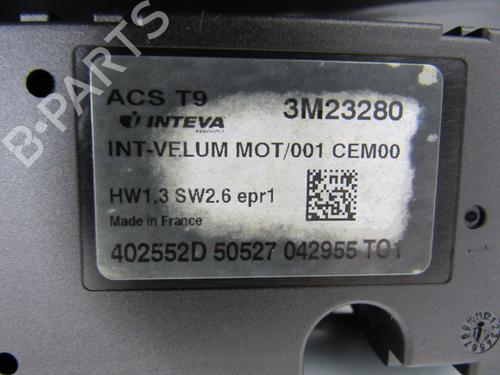 ACS T9
INTEVA 3M23280
INT-VELUM MOT/001 CEM00
HW1.3 SW2.6 epr1
Made in France
402552D 50527 042955 T01
B-PARTS